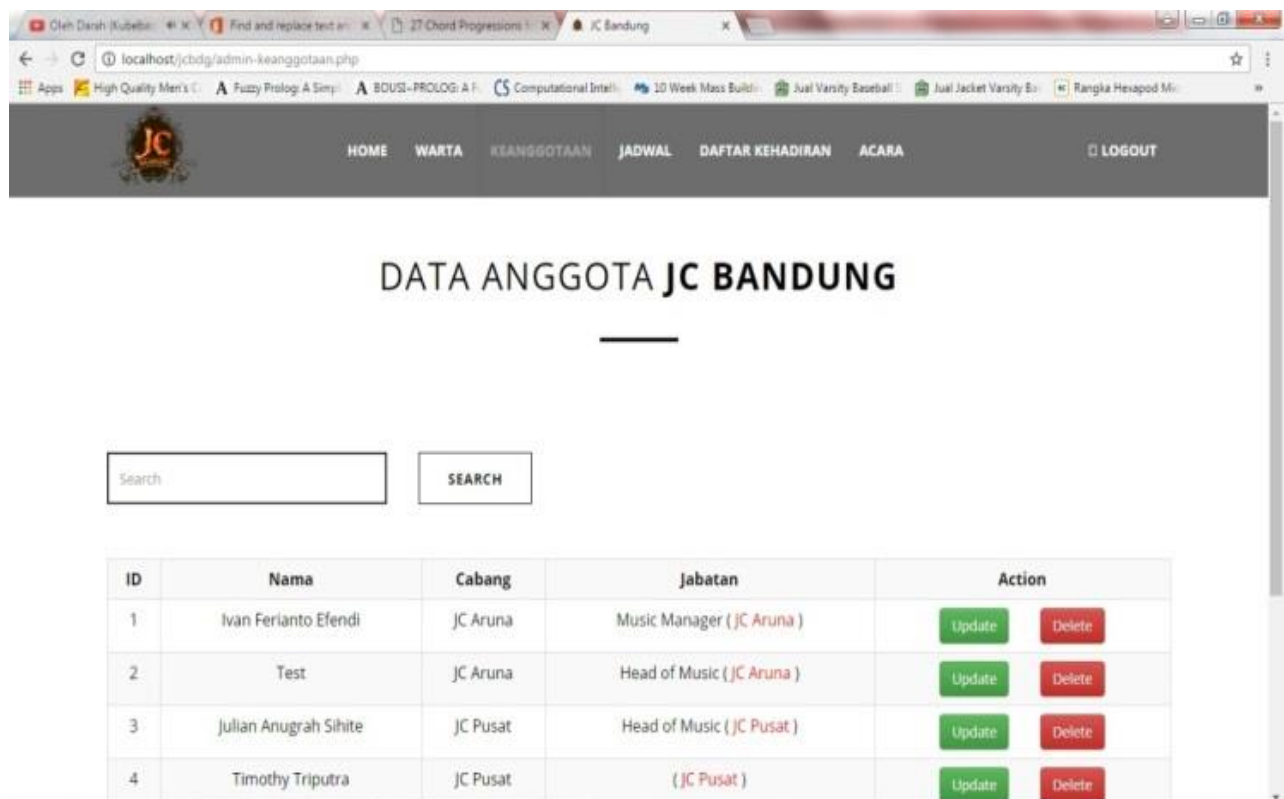 Oleh Darah (Kubeba
Find and replace text an
27 Chord Progressions
JC Bandung
localhost/jcbdg/admin-keanggotaan.php
Apps High Quality Men's C A Fuzzy Prolog: A Simpl A BOUSI-PROLOG: A F CS Computational Intelli 10 Week Mass Buildi Jual Varsity Baseball Jual Jacket Varsity Ba Rangka Hexapod Mic
JC
HOME WARTA KEANGGOTAAN JADWAL DAFTAR KEHADIRAN ACARA LOGOUT
DATA ANGGOTA JC BANDUNG
Search SEARCH
ID Nama Cabang Jabatan Action
1 Ivan Ferianto Efendi JC Aruna Music Manager ( JC Aruna ) Update Delete
2 Test JC Aruna Head of Music ( JC Aruna ) Update Delete
3 Julian Anugrah Sihite JC Pusat Head of Music ( JC Pusat ) Update Delete
4 Timothy Triputra JC Pusat ( JC Pusat ) Update Delete